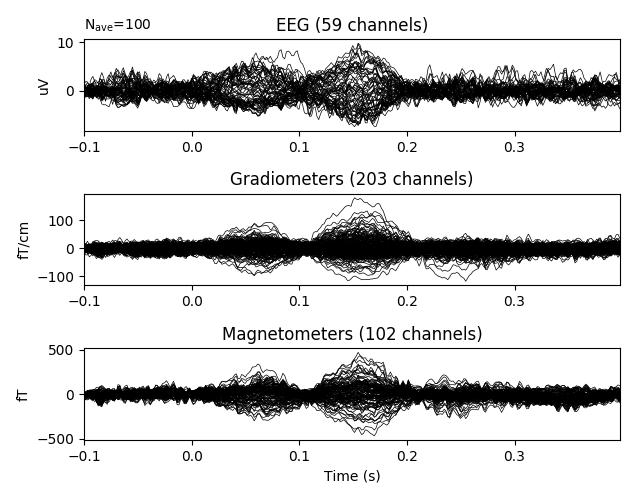 N_ave=100
EEG (59 channels)
10
0
uV
−0.1 0.0 0.1 0.2 0.3
Gradiometers (203 channels)
100
0
−100
fT/cm
−0.1 0.0 0.1 0.2 0.3
Magnetometers (102 channels)
500
0
−500
fT
−0.1 0.0 0.1 0.2 0.3
Time (s)